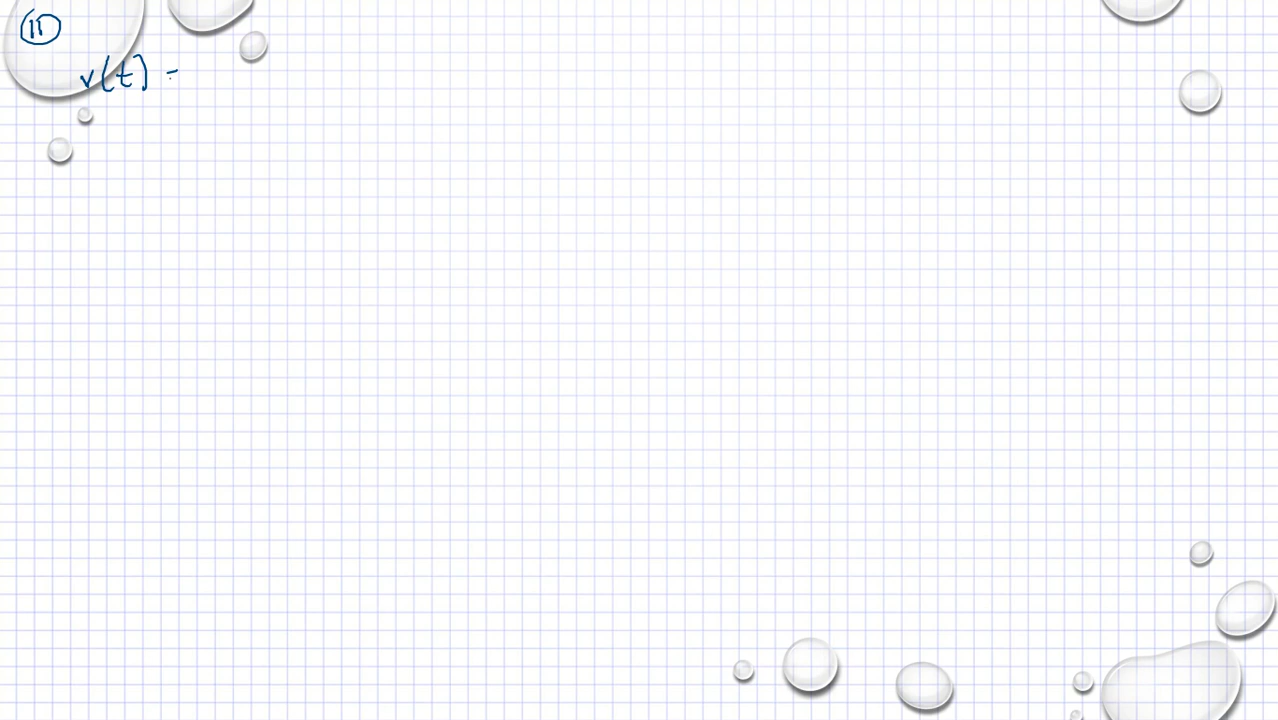 11
v(t) =